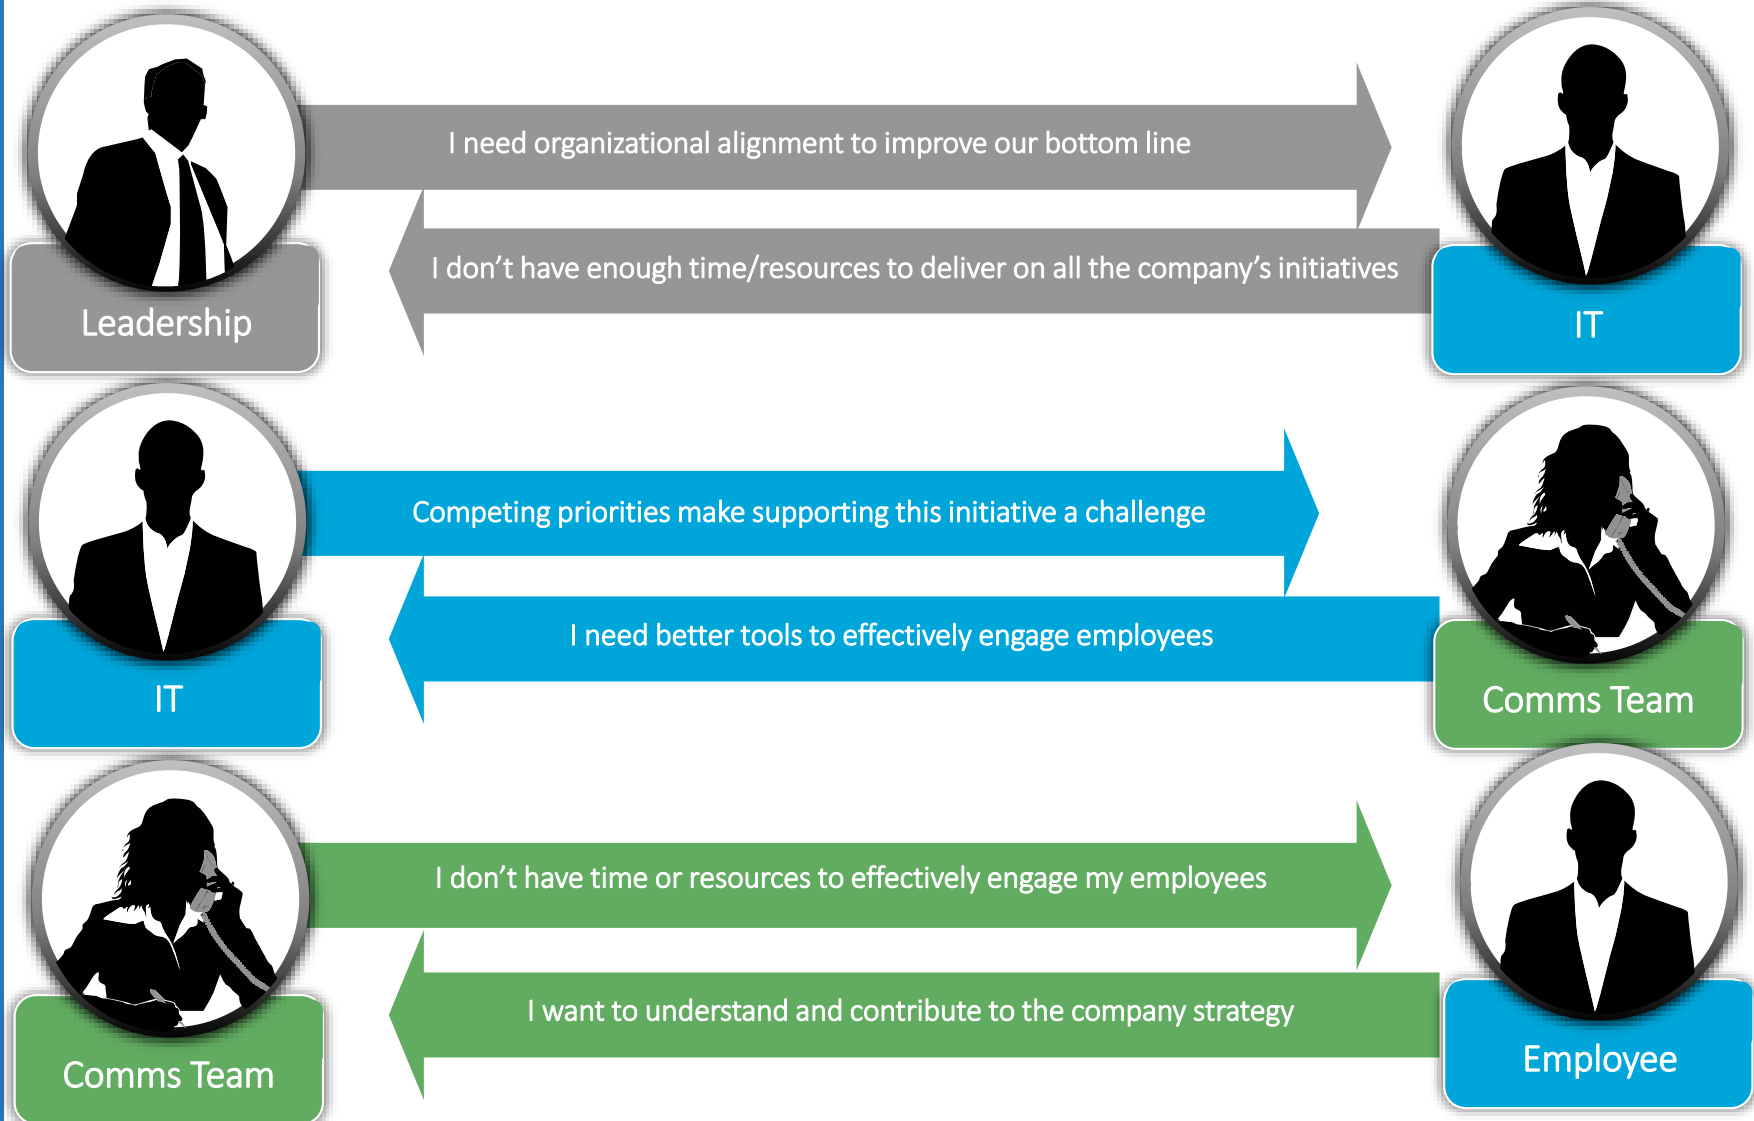 I need organizational alignment to improve our bottom line
I don’t have enough time/resources to deliver on all the company’s initiatives
Leadership
IT
Competing priorities make supporting this initiative a challenge
I need better tools to effectively engage employees
IT
Comms Team
I don’t have time or resources to effectively engage my employees
I want to understand and contribute to the company strategy
Comms Team
Employee